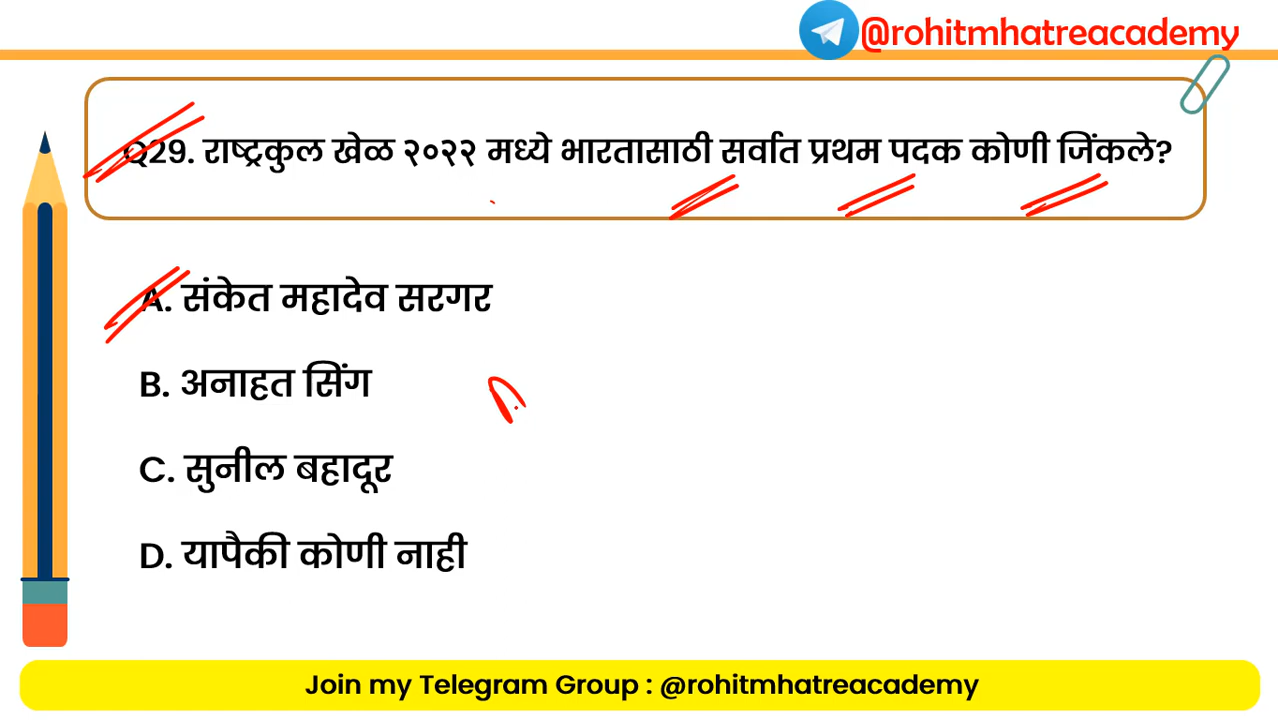 @rohitmhatreacademy
Q29. राष्ट्रकुल खेळ २०२२ मध्ये भारतासाठी सर्वात प्रथम पदक कोणी जिंकले?
A. संकेत महादेव सरगर
B. अनाहत सिंग
C. सुनील बहादूर
D. यापैकी कोणी नाही
Join my Telegram Group : @rohitmhatreacademy